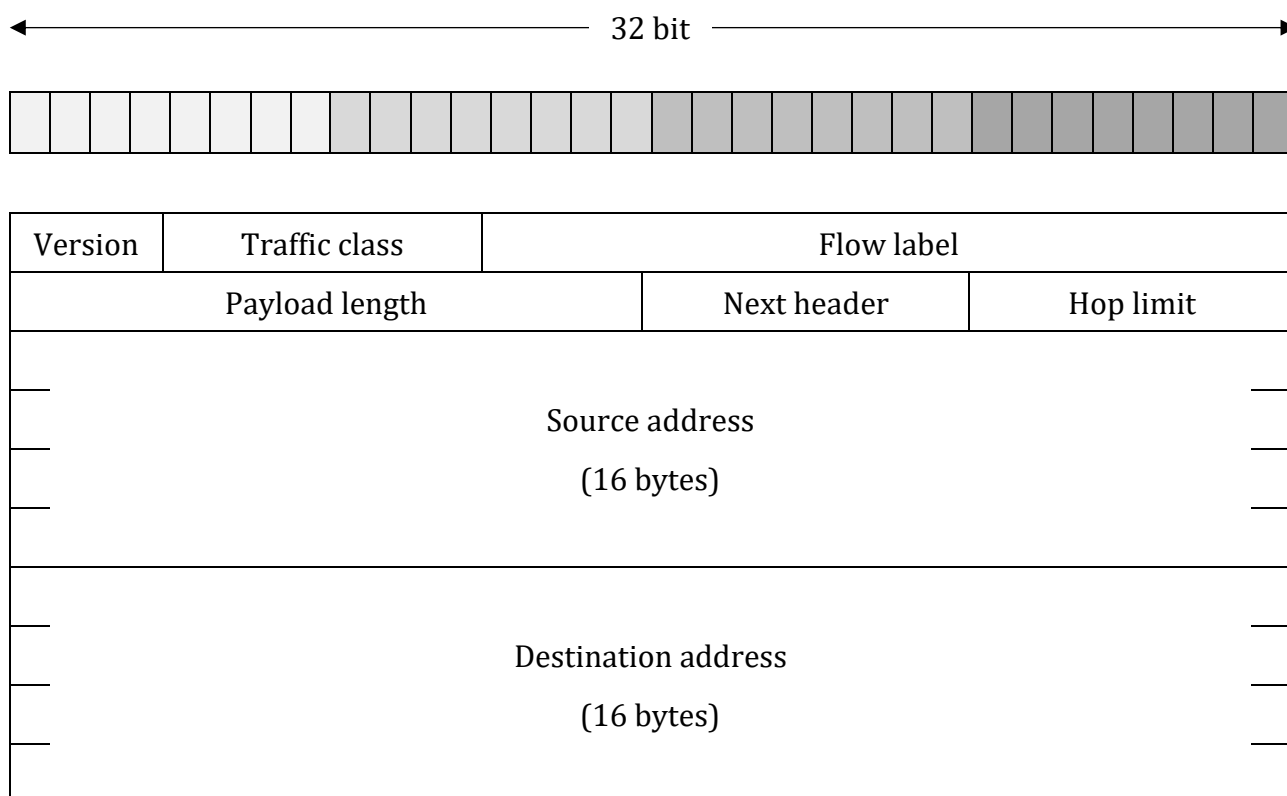 32 bit
Version Traffic class Flow label
Payload length Next header Hop limit
Source address
(16 bytes)
Destination address
(16 bytes)